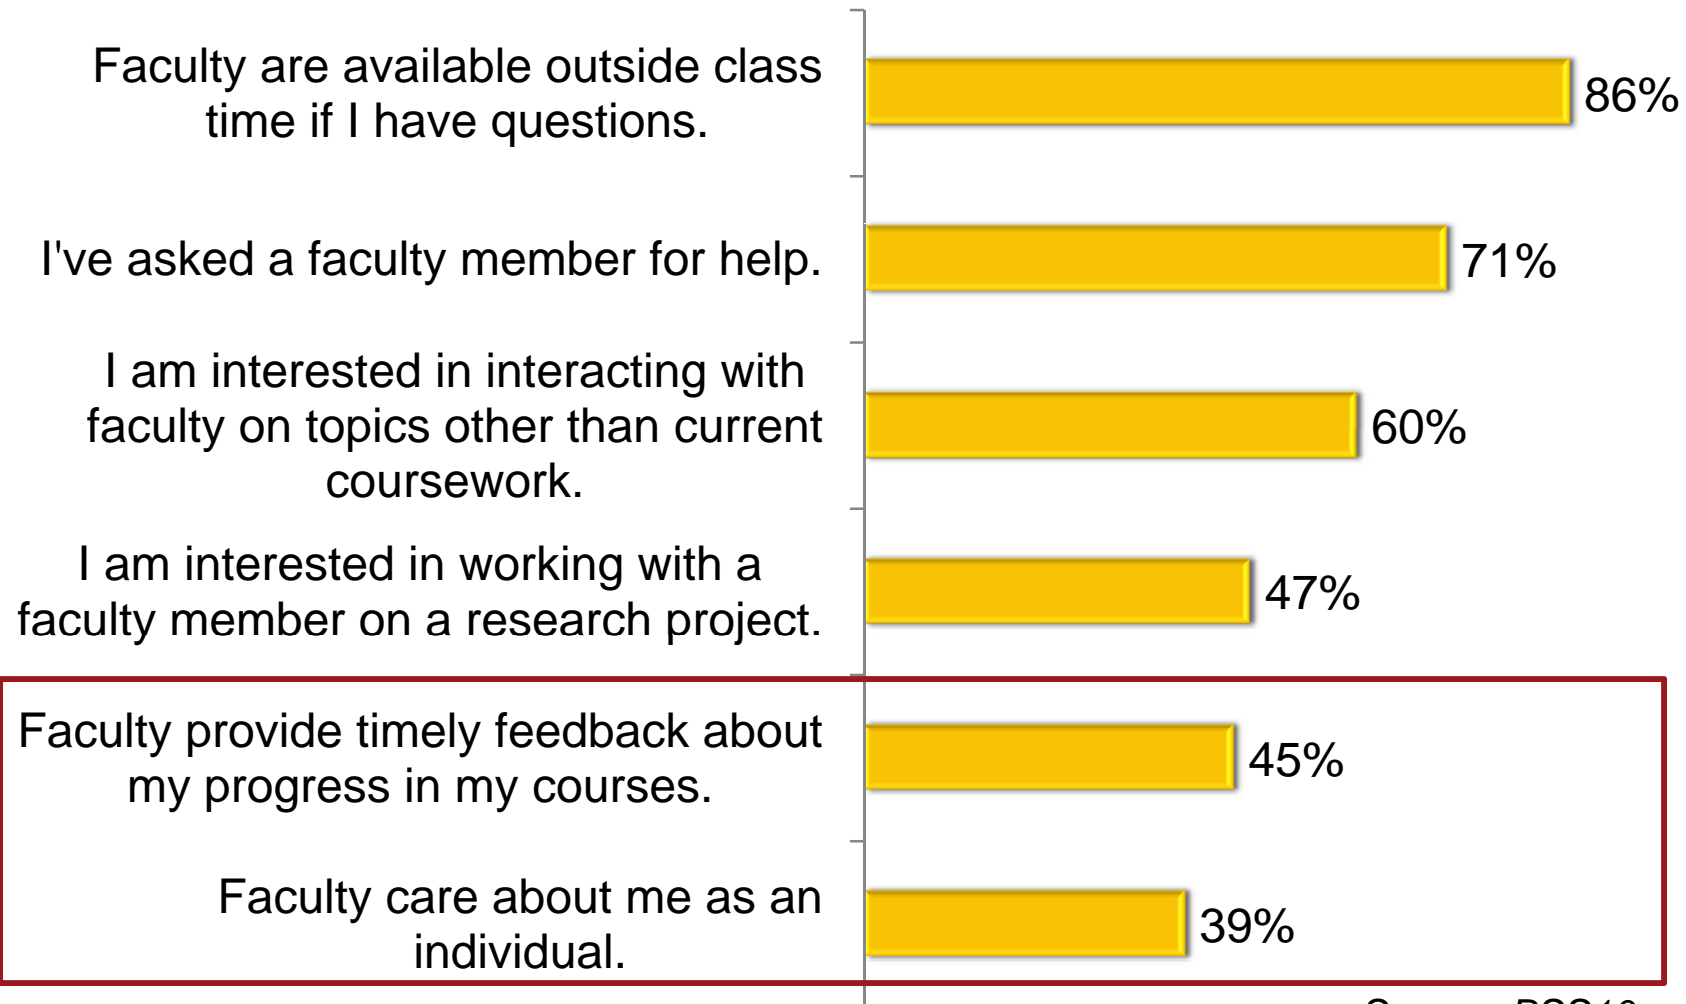 Faculty are available outside class
time if I have questions.
86%
I've asked a faculty member for help.
71%
I am interested in interacting with
faculty on topics other than current
coursework.
60%
I am interested in working with a
faculty member on a research project.
47%
Faculty provide timely feedback about
my progress in my courses.
45%
Faculty care about me as an
individual.
39%